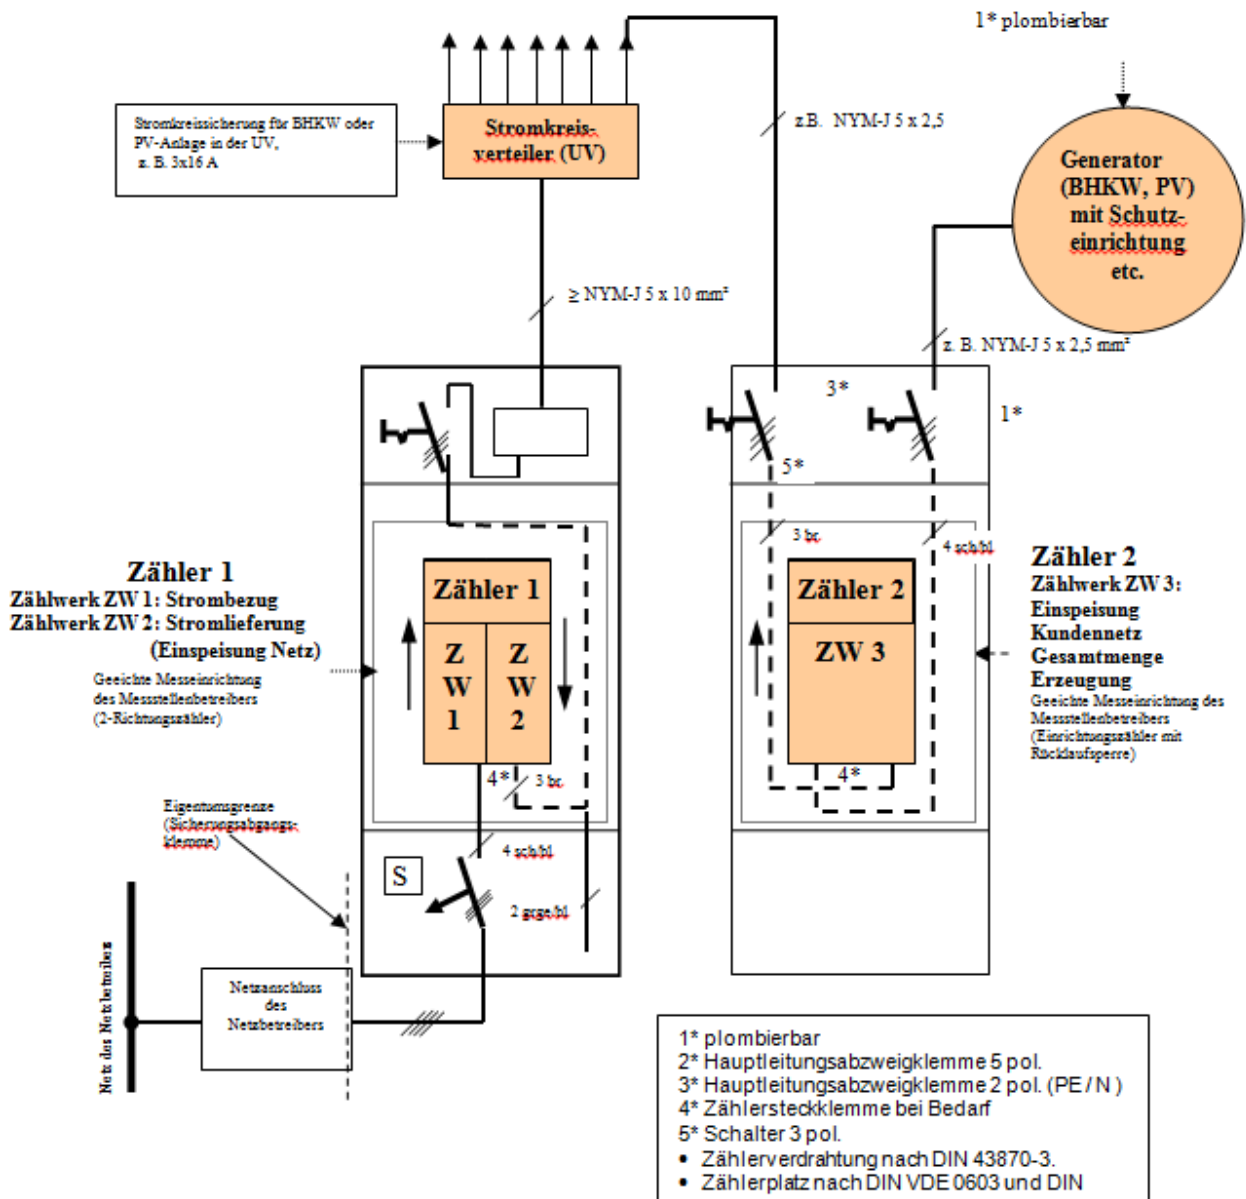 1* plombierbar
Stromkreissicherung für BHKW oder
PV-Anlage in der UV,
z. B. 3x16 A
Stromkreis-
verteiler (UV)
z.B. NYM-J 5 x 2,5
Generator
(BHKW, PV)
mit Schutz-
einrichtung
etc.
≥ NYM-J 5 x 10 mm²
z. B. NYM-J 5 x 2,5 mm²
3*
1*
5*
3 br.
4 sch/bl
Zähler 1
Zählwerk ZW 1: Strombezug
Zählwerk ZW 2: Stromlieferung
(Einspeisung Netz)
Geeichte Messeinrichtung
des Messstellenbetreibers
(2-Richtungszähler)
Zähler 1
Z
W
1
Z
W
2
4*
3 br.
Zähler 2
ZW 3
4*
Zähler 2
Zählwerk ZW 3:
Einspeisung
Kundennetz
Gesamtmenge
Erzeugung
Geeichte Messeinrichtung des
Messstellenbetreibers
(Einrichtungszähler mit
Rücklaufsperre)
Eigentumsgrenze
(Sicherungsabgangs-
klemme)
4 sch/bl
S
2 grge/bl
Netz des Netzbetreibers
Netzanschluss
des
Netzbetreibers
1* plombierbar
2* Hauptleitungsabzweigklemme 5 pol.
3* Hauptleitungsabzweigklemme 2 pol. (PE / N )
4* Zählersteckklemme bei Bedarf
5* Schalter 3 pol.
• Zählerverdrahtung nach DIN 43870-3.
• Zählerplatz nach DIN VDE 0603 und DIN